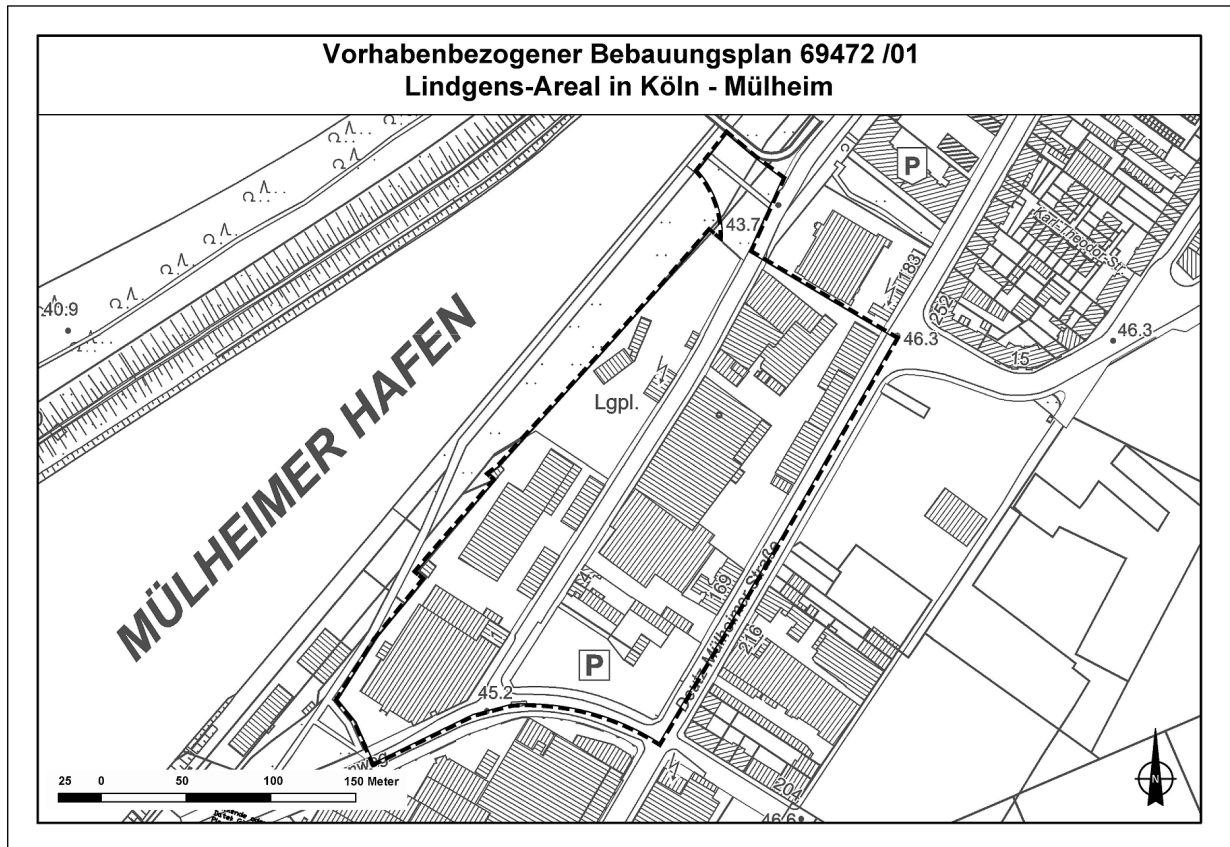 Vorhabenbezogener Bebauungsplan 69472 /01
Lindgens-Areal in Köln - Mülheim
P
Karl-Theodor-Str.
43.7
183
252
40.9
46.3
46.3
15
MÜLHEIMER HAFEN
Lgpl.
Deutz-Mülheimer Straße
169
216
P
45.2
204
46.6
25 0 50 100 150 Meter
N